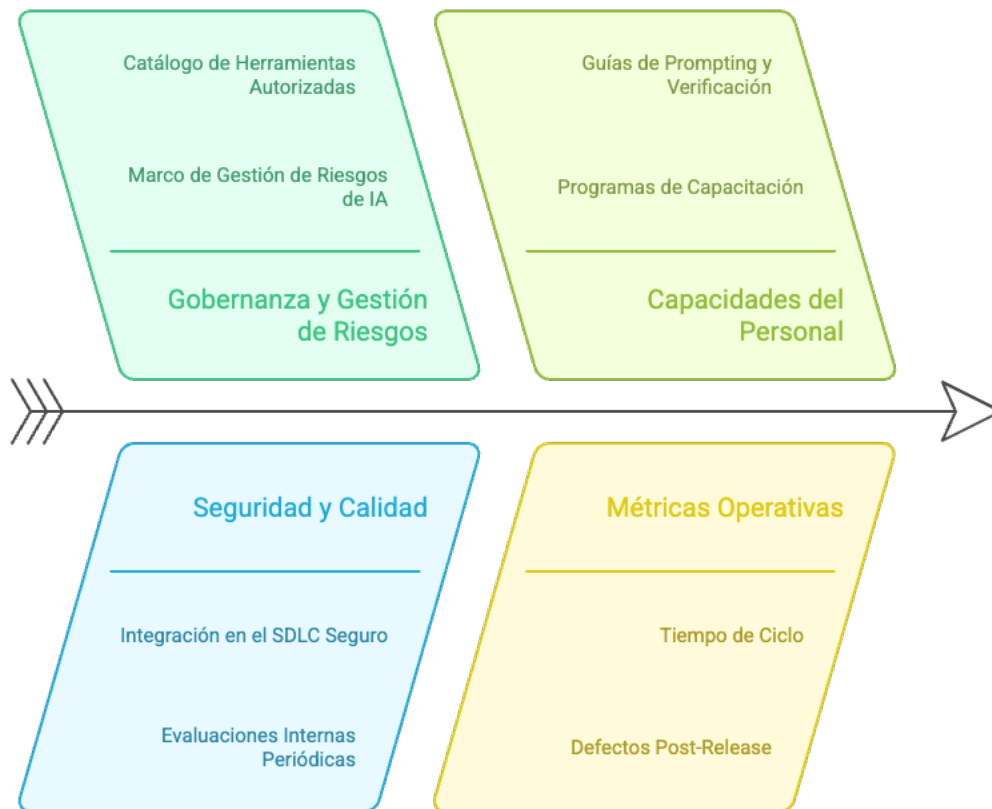 Catálogo de Herramientas
Autorizadas
Marco de Gestión de Riesgos
de IA
Gobernanza y Gestión
de Riesgos
Guías de Prompting y
Verificación
Programas de Capacitación
Capacidades del
Personal
Seguridad y Calidad
Integración en el SDLC Seguro
Evaluaciones Internas
Periódicas
Métricas Operativas
Tiempo de Ciclo
Defectos Post-Release